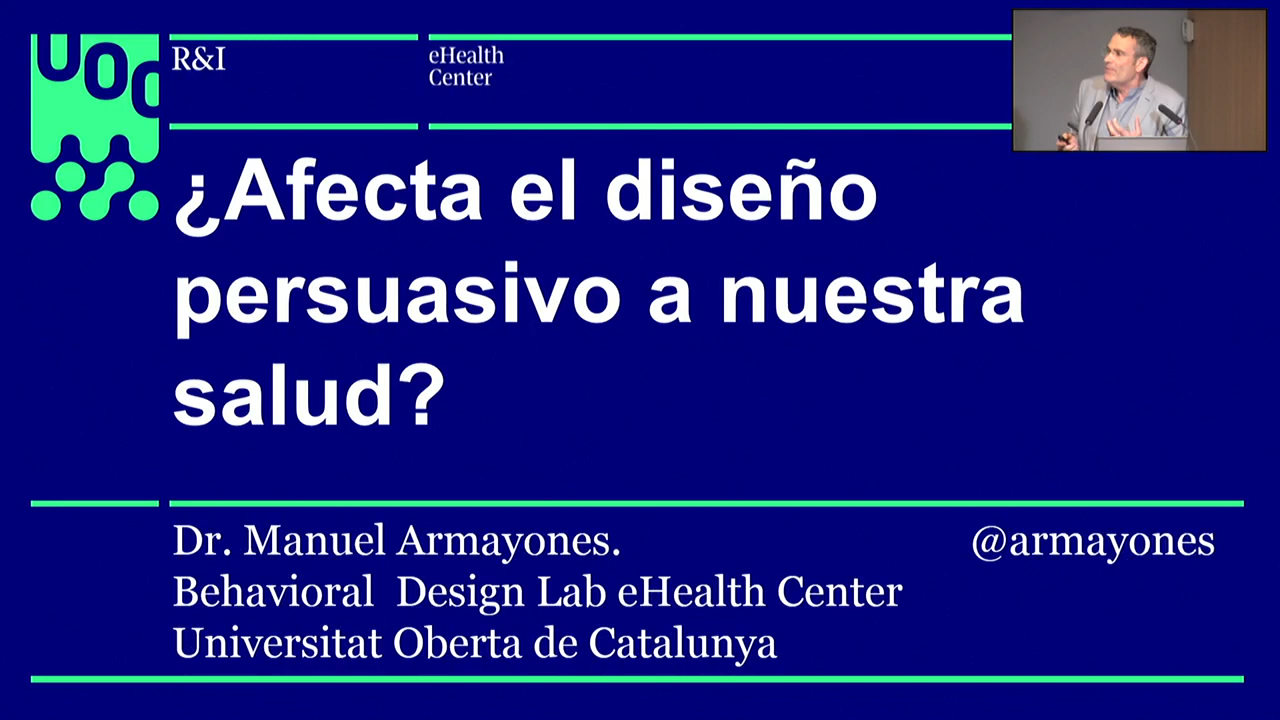 UOC
R&I
eHealth
Center
¿Afecta el diseño
persuasivo a nuestra
salud?
Dr. Manuel Armayones.
@armayones
Behavioral Design Lab eHealth Center
Universitat Oberta de Catalunya